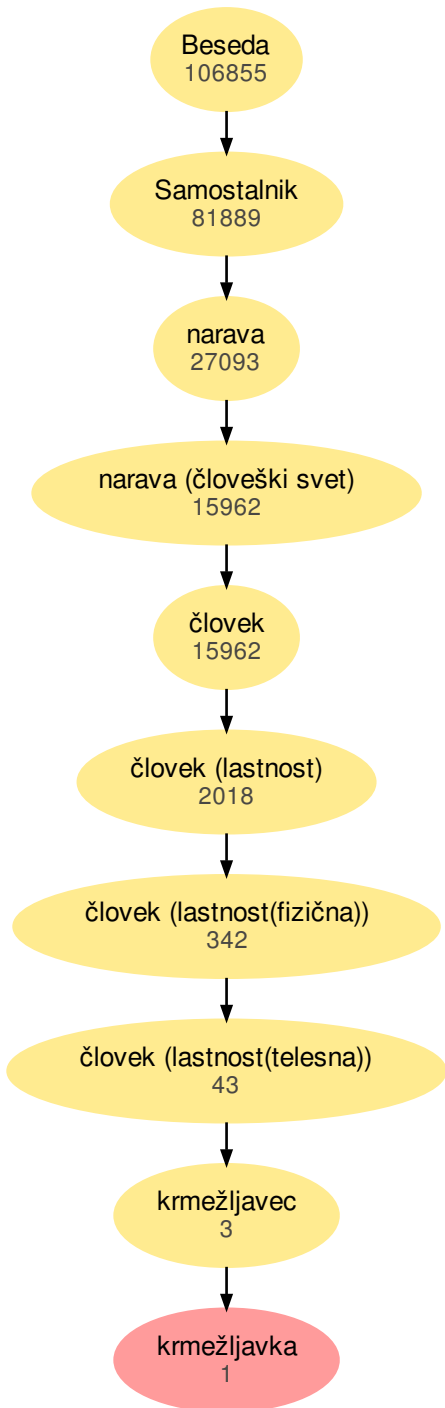 Beseda
106855
Samostalnik
81889
narava
27093
narava (človeški svet)
15962
človek
15962
človek (lastnost)
2018
človek (lastnost(fizična))
342
človek (lastnost(telesna))
43
krmežljavec
3
krmežljavka
1